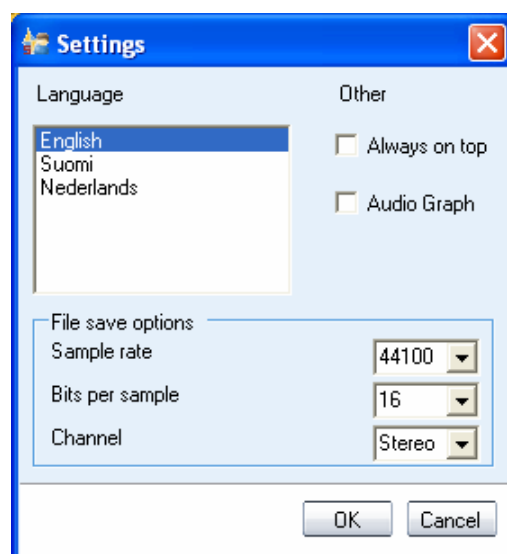 Settings
Language
Other
English
Suomi
Nederlands
Always on top
Audio Graph
File save options
Sample rate
44100
Bits per sample
16
Channel
Stereo
OK
Cancel